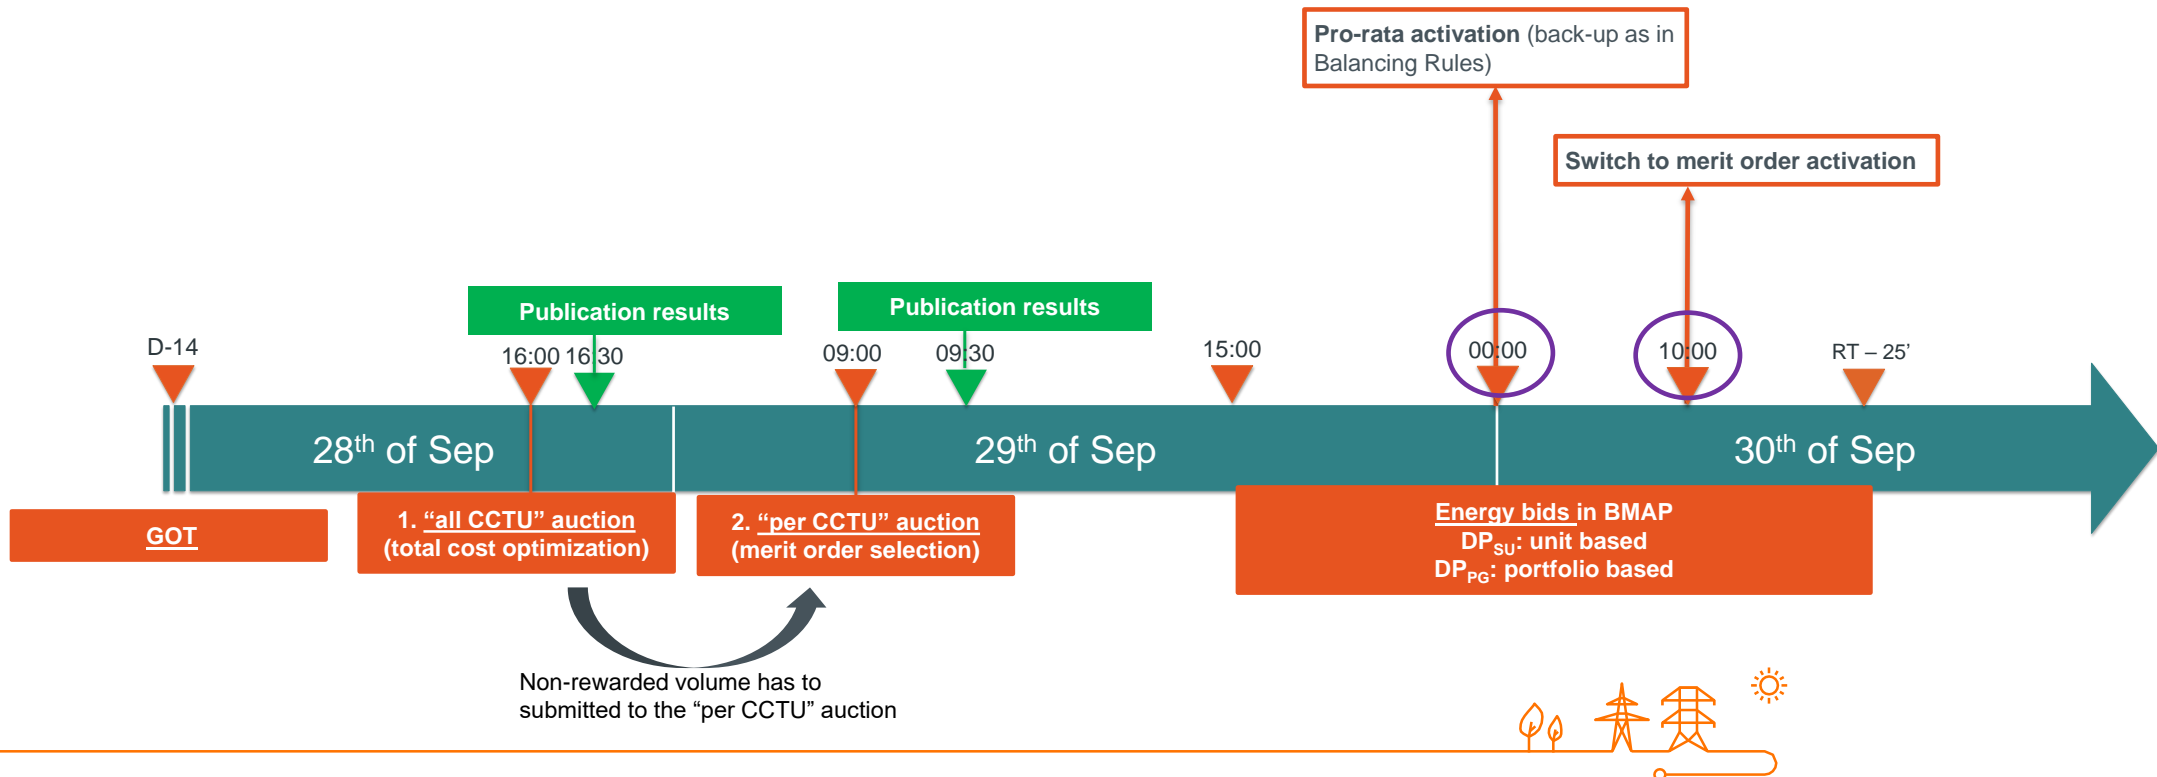 Pro-rata activation (back-up as in
Balancing Rules)
Switch to merit order activation
Publication results
Publication results
D-14
16:00 16:30
09:00
09:30
15:00
00:00
10:00
RT – 25’
28th of Sep
29th of Sep
30th of Sep
GOT
1. “all CCTU” auction
(total cost optimization)
2. “per CCTU” auction
(merit order selection)
Energy bids in BMAP
DPSU: unit based
DPPG: portfolio based
Non-rewarded volume has to
submitted to the “per CCTU” auction